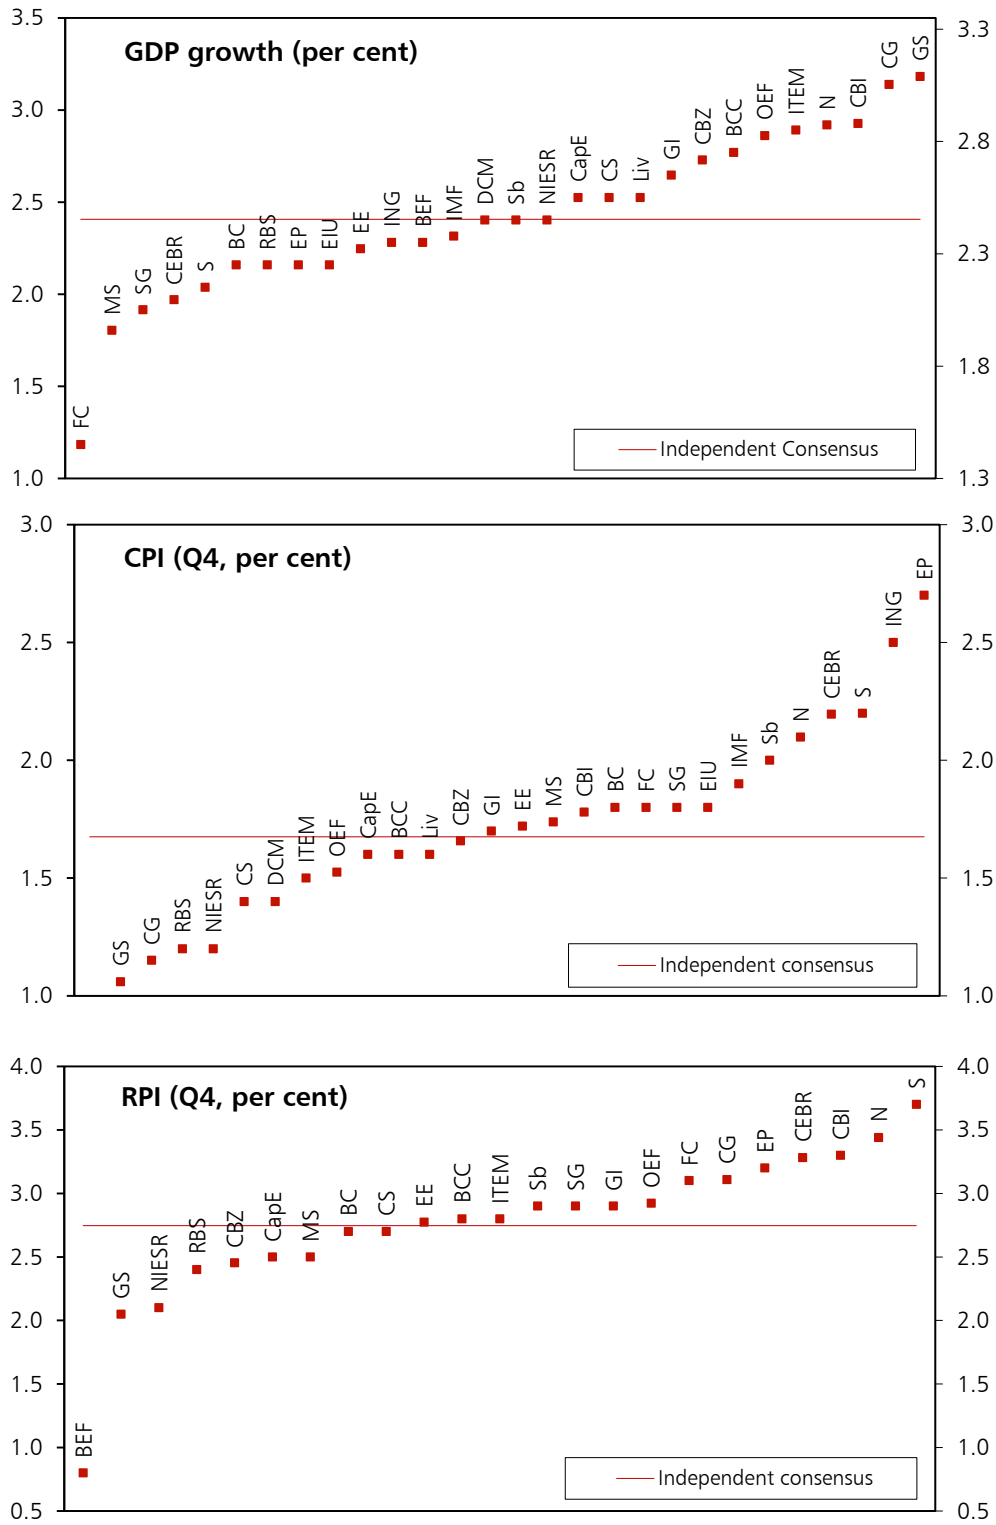 GDP growth (per cent)
3.5
3.0
2.5
2.0
1.5
1.0
3.3
2.8
2.3
1.8
1.3
FC
MS
SG
CEBR
S
BC
RBS
EP
EIU
EE
ING
BEF
IMF
DCM
Sb
NIESR
CapE
CS
Liv
GI
CBZ
BCC
OEF
ITEM
N
CBI
CG
GS
Independent Consensus
CPI (Q4, per cent)
3.0
2.5
2.0
1.5
1.0
3.0
2.5
2.0
1.5
1.0
GS
CG
RBS
NIESR
CS
DCM
ITEM
OEF
CapE
BCC
Liv
CBZ
GI
EE
MS
CBI
BC
FC
SG
EIU
IMF
Sb
N
CEBR
S
ING
EP
Independent consensus
RPI (Q4, per cent)
4.0
3.5
3.0
2.5
2.0
1.5
1.0
0.5
4.0
3.5
3.0
2.5
2.0
1.5
1.0
0.5
BEF
GS
NIESR
RBS
CBZ
CapE
MS
BC
CS
EE
BCC
ITEM
Sb
SG
GI
OEF
FC
CG
EP
CEBR
CBI
N
S
Independent consensus